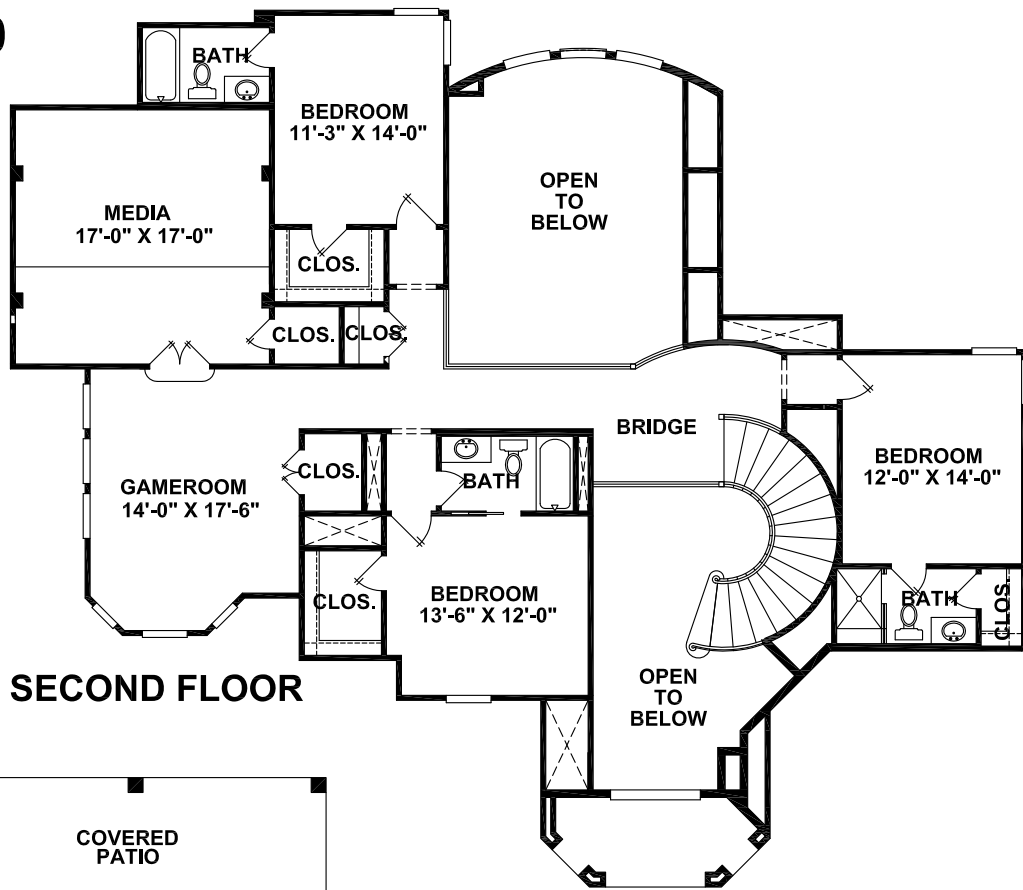 BATH
BEDROOM
11'-3" X 14'-0"
MEDIA
17'-0" X 17'-0"
OPEN
TO
BELOW
CLOS.
CLOS.
CLOS.
BRIDGE
BEDROOM
12'-0" X 14'-0"
GAMEROOM
14'-0" X 17'-6"
CLOS.
BATH
BEDROOM
13'-6" X 12'-0"
CLOS.
BATH
CLOS.
OPEN
TO
BELOW
SECOND FLOOR
COVERED
PATIO